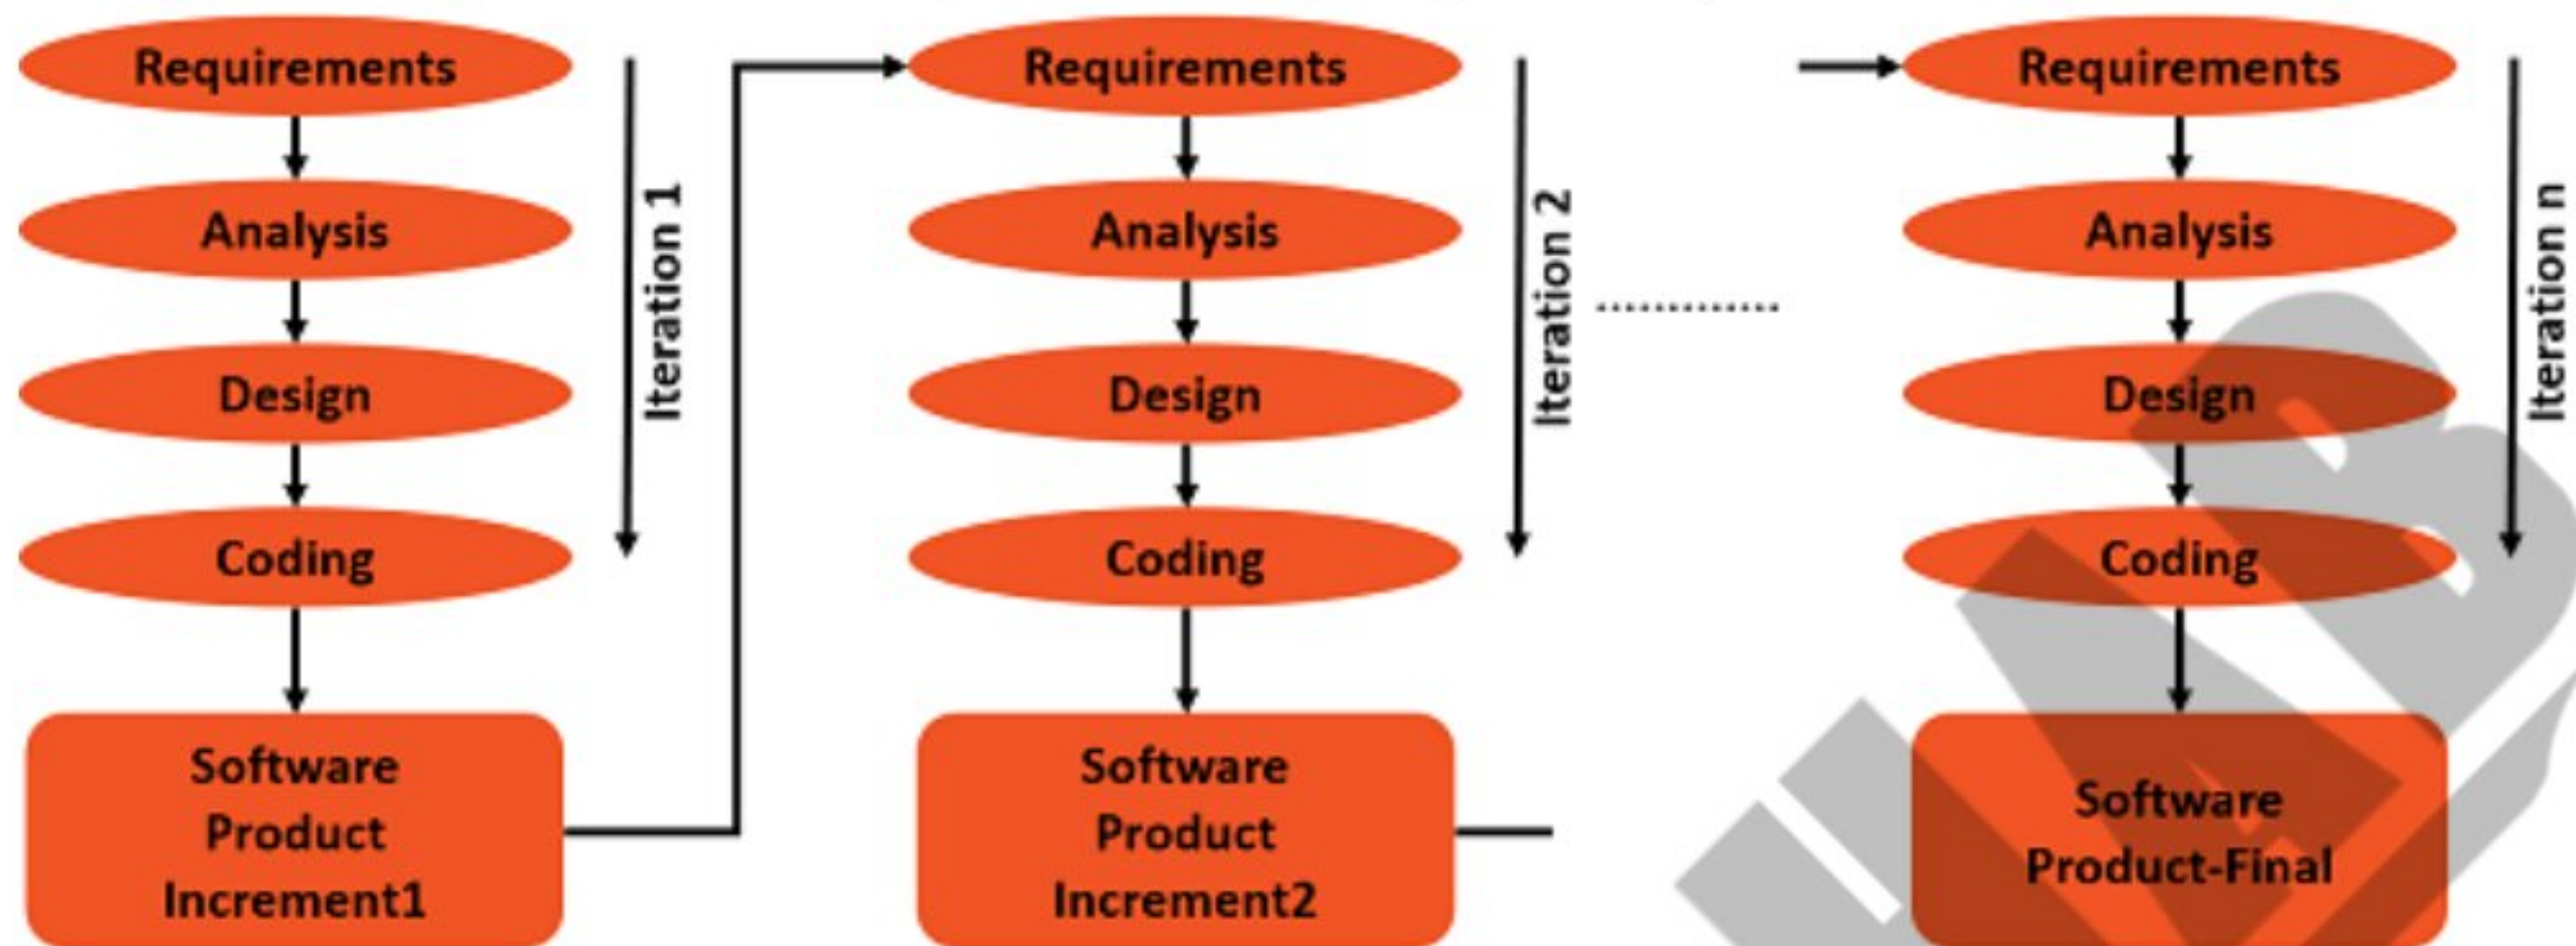 Requirements
Analysis
Design
Coding
Software
Product
Increment1
Iteration 1
Requirements
Analysis
Design
Coding
Software
Product
Increment2
Iteration 2
Requirements
Analysis
Design
Coding
Software
Product-Final
Iteration n